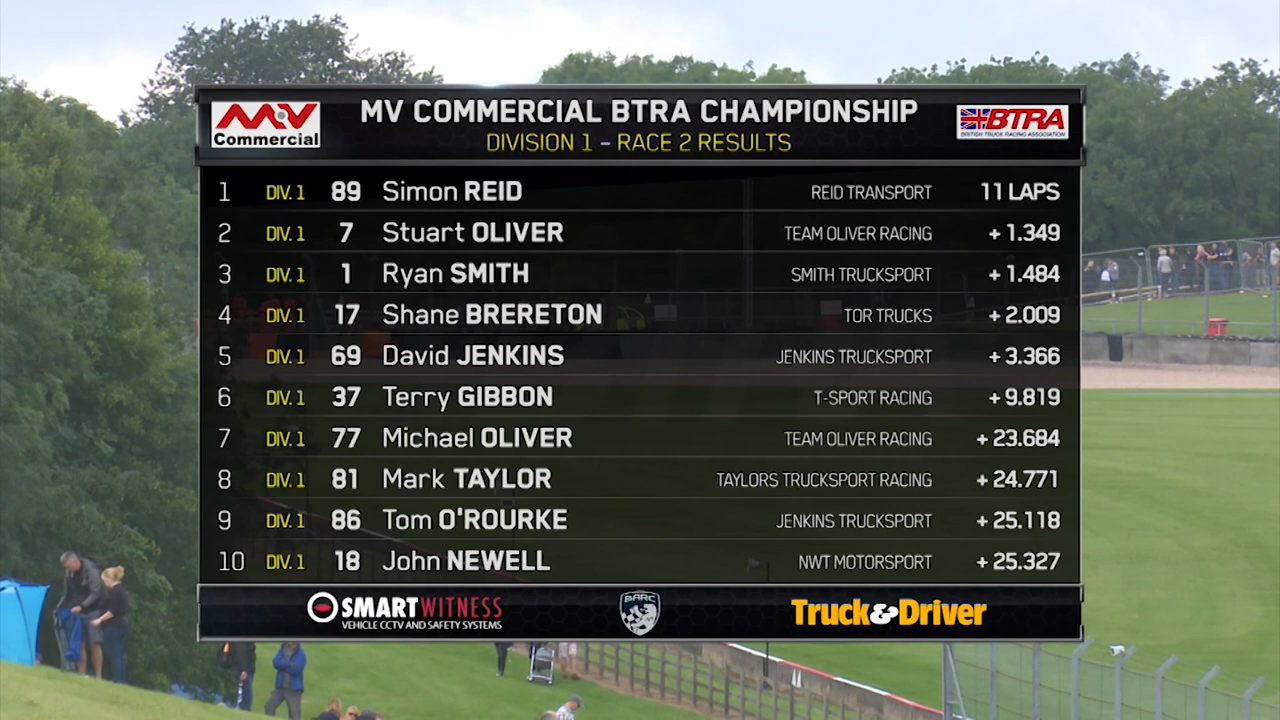 MV Commercial
MV COMMERCIAL BTRA CHAMPIONSHIP
DIVISION 1 - RACE 2 RESULTS
BTRA
BRITISH TRUCK RACING ASSOCIATION
1 DIV. 1 89 Simon REID REID TRANSPORT 11 LAPS
2 DIV. 1 7 Stuart OLIVER TEAM OLIVER RACING + 1.349
3 DIV. 1 1 Ryan SMITH SMITH TRUCKSPORT + 1.484
4 DIV. 1 17 Shane BRERETON TOR TRUCKS + 2.009
5 DIV. 1 69 David JENKINS JENKINS TRUCKSPORT + 3.366
6 DIV. 1 37 Terry GIBBON T-SPORT RACING + 9.819
7 DIV. 1 77 Michael OLIVER TEAM OLIVER RACING + 23.684
8 DIV. 1 81 Mark TAYLOR TAYLORS TRUCKSPORT RACING + 24.771
9 DIV. 1 86 Tom O'ROURKE JENKINS TRUCKSPORT + 25.118
10 DIV. 1 18 John NEWELL NWT MOTORSPORT + 25.327
SMARTWITNESS
VEHICLE CCTV AND SAFETY SYSTEMS
BARC
Truck&Driver